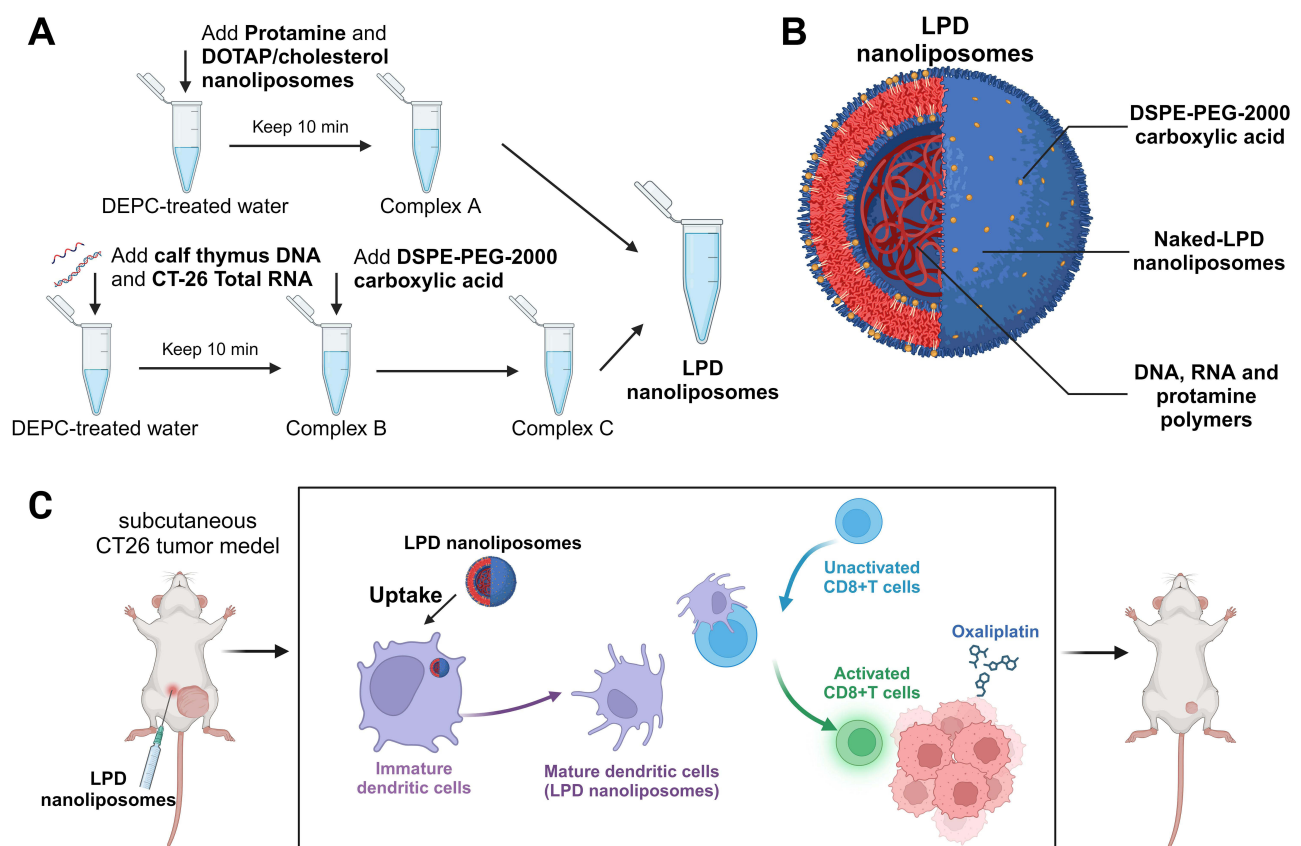 A
Add Protamine and
DOTAP/cholesterol
nanoliposomes
Keep 10 min
DEPC-treated water
Complex A
Add calf thymus DNA
and CT-26 Total RNA
Add DSPE-PEG-2000
carboxylic acid
Keep 10 min
DEPC-treated water
Complex B
Complex C
LPD
nanoliposomes
B
LPD
nanoliposomes
DSPE-PEG-2000
carboxylic acid
Naked-LPD
nanoliposomes
DNA, RNA and
protamine
polymers
C
subcutaneous
CT26 tumor medel
LPD
nanoliposomes
LPD nanoliposomes
Uptake
Immature
dendritic cells
Mature dendritic cells
(LPD nanoliposomes)
Unactivated
CD8+T cells
Activated
CD8+T cells
Oxaliplatin